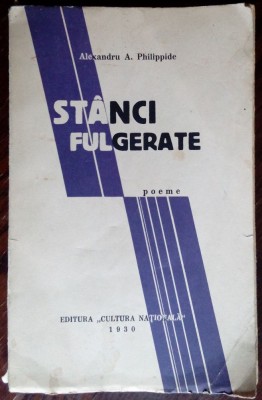 Alexandru A. Philippide
STÂNCI
FULGERATE
poeme
EDITURA „CULTURA NAȚIONALĂ”
1930